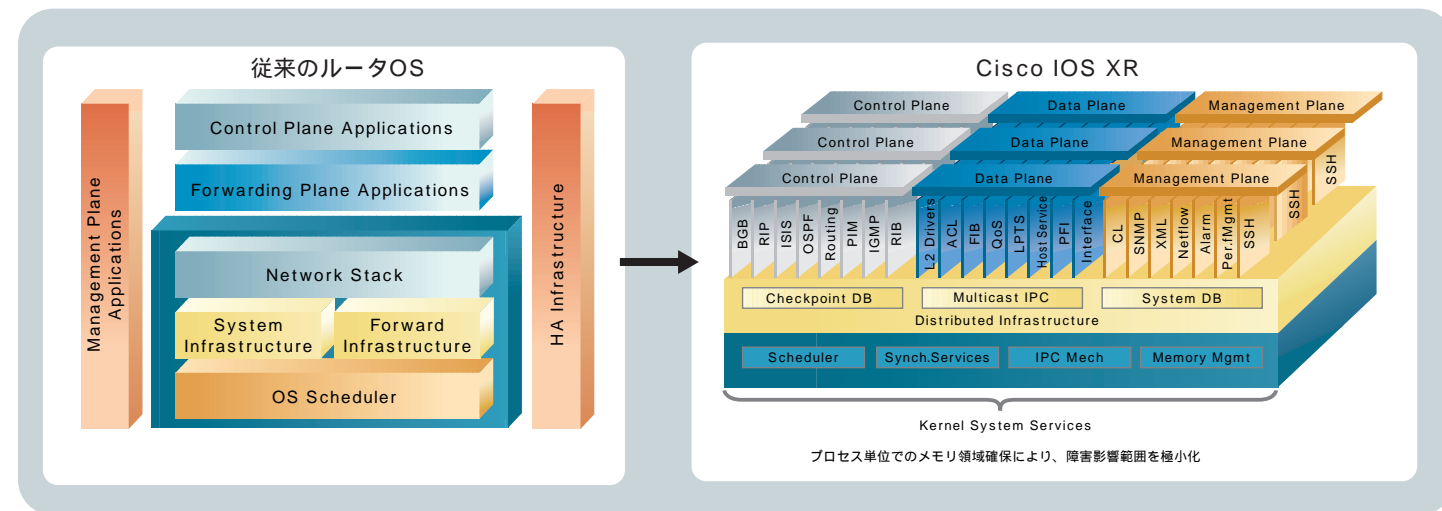 従来のルータOS
Management Plane
Applications
Control Plane Applications
Forwarding Plane Applications
Network Stack
System
Infrastructure
Forward
Infrastructure
OS Scheduler
HA Infrastructure
Cisco IOS XR
Control Plane
Data Plane
Management Plane
Control Plane
Data Plane
Management Plane
Control Plane
Data Plane
Management Plane
BGB
RIP
ISIS
OSPF
Routing
PIM
IGMP
RIB
L2 Drivers
ACL
FIB
QoS
LPTS
Host Service
PFI
Interface
CL
SNMP
XML
Netflow
Alarm
Per.fMgmt
SSH
SSH
SSH
Checkpoint DB
Multicast IPC
System DB
Distributed Infrastructure
Scheduler
Synch.Services
IPC Mech
Memory Mgmt
Kernel System Services
プロセス単位でのメモリ領域確保により、障害影響範囲を極小化